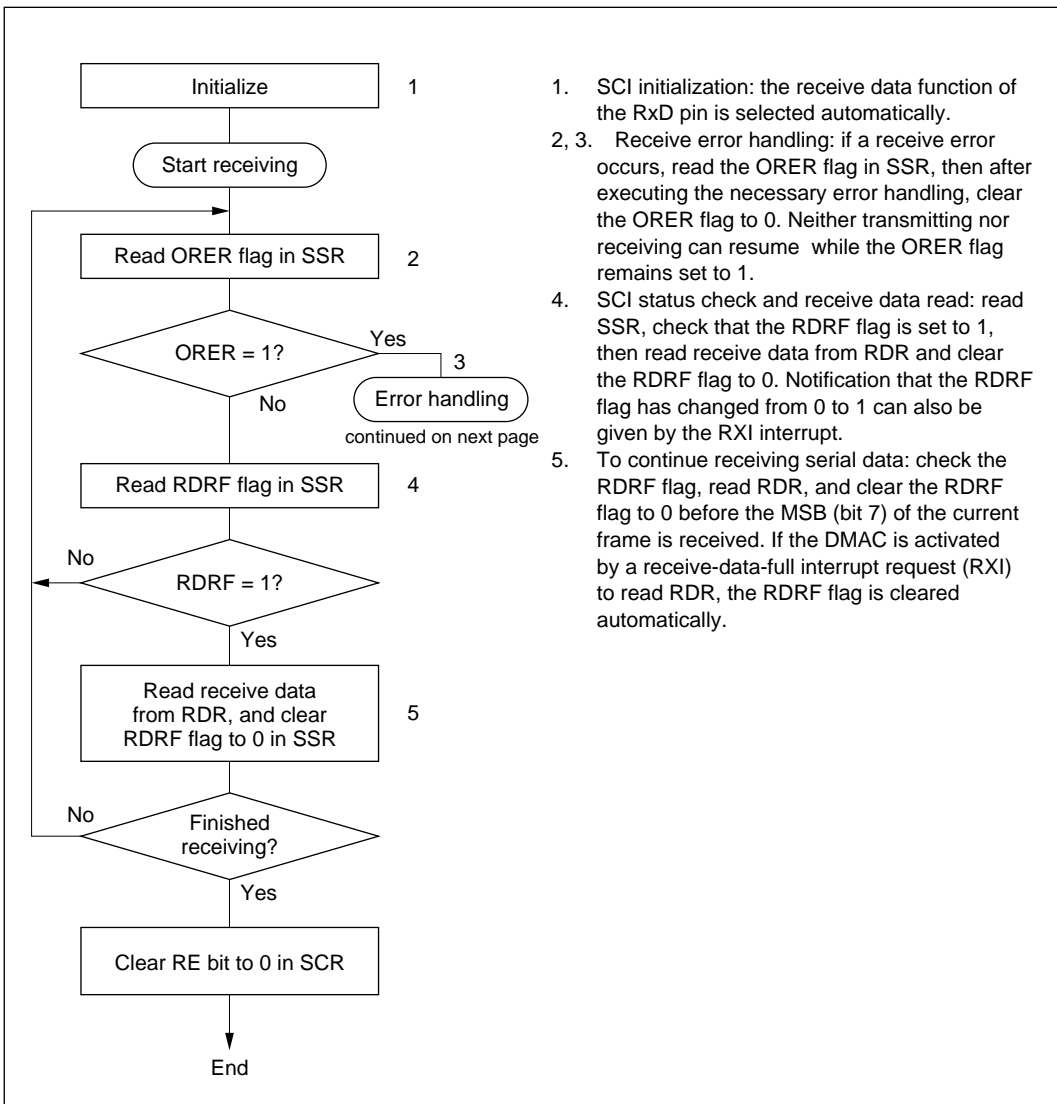 Initialize
1
Start receiving
Read ORER flag in SSR
2
ORER = 1?
Yes
3
No
Error handling
continued on next page
Read RDRF flag in SSR
4
No
RDRF = 1?
Yes
Read receive data
from RDR, and clear
RDRF flag to 0 in SSR
5
No
Finished
receiving?
Yes
Clear RE bit to 0 in SCR
End
1. SCI initialization: the receive data function of
the RxD pin is selected automatically.
2, 3. Receive error handling: if a receive error
occurs, read the ORER flag in SSR, then after
executing the necessary error handling, clear
the ORER flag to 0. Neither transmitting nor
receiving can resume while the ORER flag
remains set to 1.
4. SCI status check and receive data read: read
SSR, check that the RDRF flag is set to 1,
then read receive data from RDR and clear
the RDRF flag to 0. Notification that the RDRF
flag has changed from 0 to 1 can also be
given by the RXI interrupt.
5. To continue receiving serial data: check the
RDRF flag, read RDR, and clear the RDRF
flag to 0 before the MSB (bit 7) of the current
frame is received. If the DMAC is activated
by a receive-data-full interrupt request (RXI)
to read RDR, the RDRF flag is cleared
automatically.